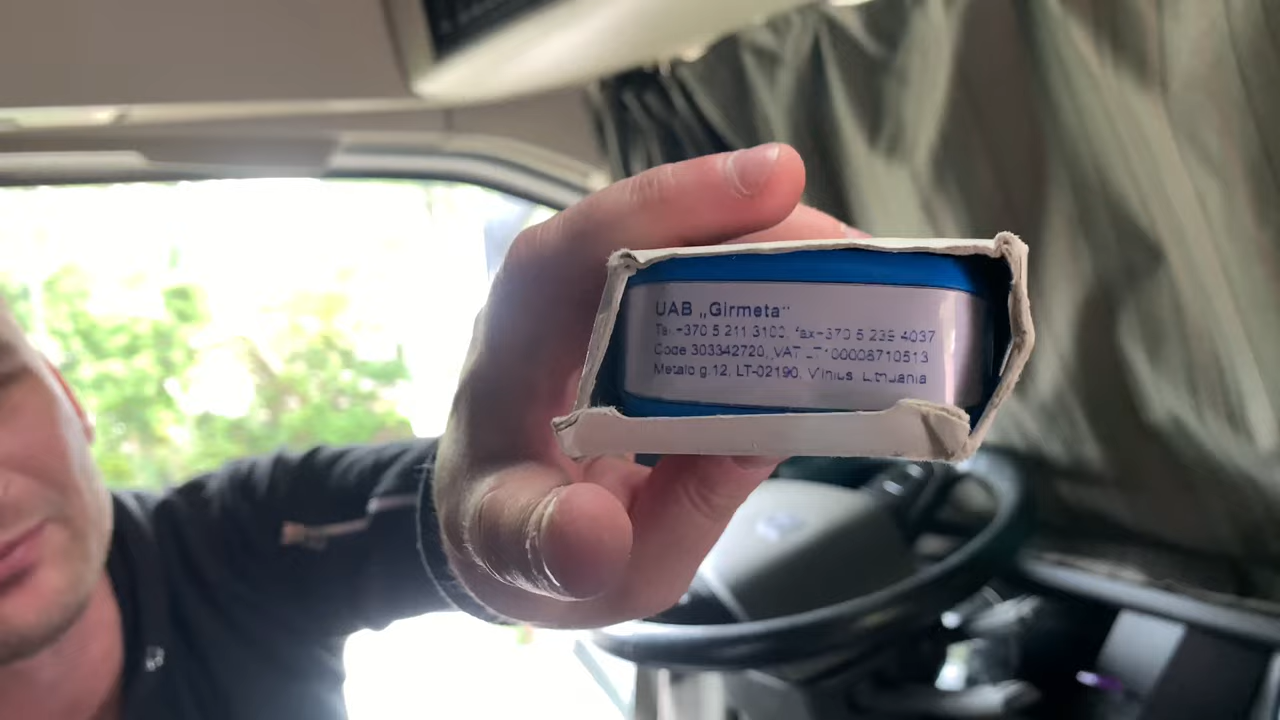 UAB „Girmeta“
Tel. +370 5 211 3100, fax +370 5 239 4037
Code 303342720, VAT LT100008710513
Metalo g.12, LT-02190, Vilnius, Lithuania